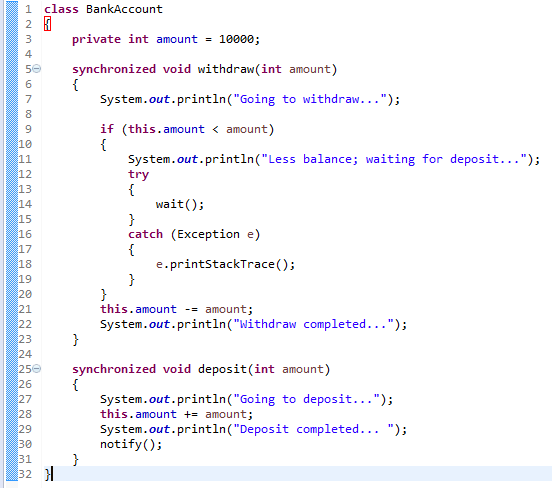 1 class BankAccount
2 {
3     private int amount = 10000;
4
5     synchronized void withdraw(int amount)
6     {
7         System.out.println("Going to withdraw...");
8
9         if (this.amount < amount)
10         {
11             System.out.println("Less balance; waiting for deposit...");
12             try
13             {
14                 wait();
15             }
16             catch (Exception e)
17             {
18                 e.printStackTrace();
19             }
20         }
21         this.amount -= amount;
22         System.out.println("Withdraw completed...");
23     }
24
25     synchronized void deposit(int amount)
26     {
27         System.out.println("Going to deposit...");
28         this.amount += amount;
29         System.out.println("Deposit completed... ");
30         notify();
31     }
32 }